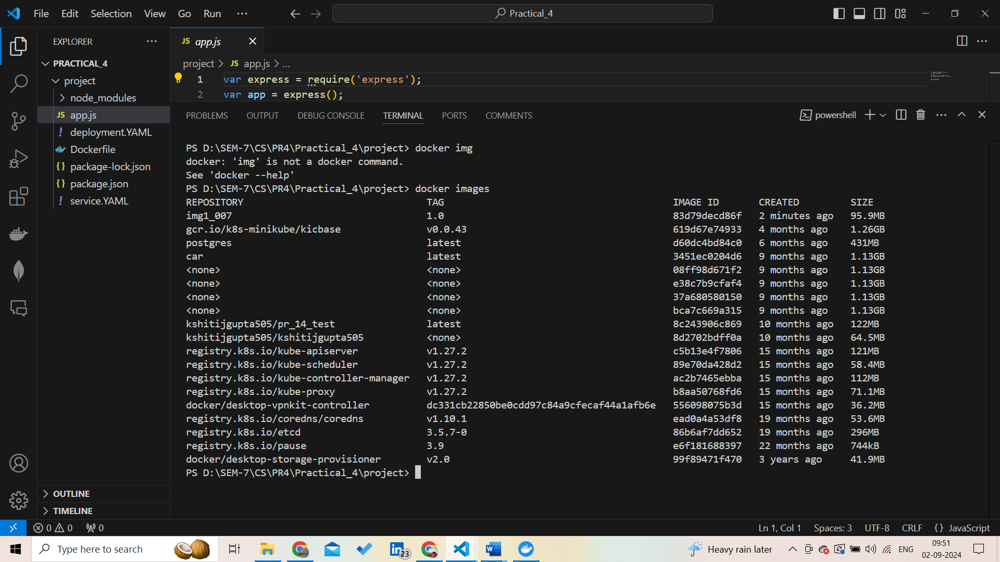 File Edit Selection View Go Run ... Practical_4
EXPLORER ...
PRACTICAL_4
project
node_modules
JS app.js
! deployment.YAML
Dockerfile
{} package-lock.json
{} package.json
! service.YAML
OUTLINE
TIMELINE
JS app.js
project > JS app.js > ...
1 var express = require('express');
2 var app = express();
PROBLEMS OUTPUT DEBUG CONSOLE TERMINAL PORTS COMMENTS powershell
PS D:\SEM-7\CS\PR4\Practical_4\project> docker img
docker: 'img' is not a docker command.
See 'docker --help'
PS D:\SEM-7\CS\PR4\Practical_4\project> docker images
REPOSITORY TAG IMAGE ID CREATED SIZE
img1_007 1.0 83d79decd86f 2 minutes ago 95.9MB
gcr.io/k8s-minikube/kicbase v0.0.43 619d67e74933 4 months ago 1.26GB
postgres latest d60dc4bd84c0 6 months ago 431MB
car latest 3451ec0204d6 9 months ago 1.13GB
<none> <none> 08ff98d671f2 9 months ago 1.13GB
<none> <none> e38c7b9cfaf4 9 months ago 1.13GB
<none> <none> 37a680580150 9 months ago 1.13GB
<none> <none> bca7c669a315 9 months ago 1.13GB
kshitijgupta505/pr_14_test latest 8c243906c869 10 months ago 122MB
kshitijgupta505/kshitijgupta505 <none> 8d2702bdff0a 10 months ago 64.5MB
registry.k8s.io/kube-apiserver v1.27.2 c5b13e4f7806 15 months ago 121MB
registry.k8s.io/kube-scheduler v1.27.2 89e70da428d2 15 months ago 58.4MB
registry.k8s.io/kube-controller-manager v1.27.2 ac2b7465ebba 15 months ago 112MB
registry.k8s.io/kube-proxy v1.27.2 b8aa50768fd6 15 months ago 71.1MB
docker/desktop-vpnkit-controller dc331cb22850be0cdd97c84a9cfecaf44a1afb6e 556098075b3d 15 months ago 36.2MB
registry.k8s.io/coredns/coredns v1.10.1 ead0a4a53df8 19 months ago 53.6MB
registry.k8s.io/etcd 3.5.7-0 86b6af7dd652 19 months ago 296MB
registry.k8s.io/pause 3.9 e6f181688397 22 months ago 744kB
docker/desktop-storage-provisioner v2.0 99f89471f470 3 years ago 41.9MB
PS D:\SEM-7\CS\PR4\Practical_4\project>
0 0 0 Ln 1, Col 1 Spaces: 3 UTF-8 CRLF {} JavaScript
Type here to search 23 Heavy rain later ENG 09:51
02-09-2024